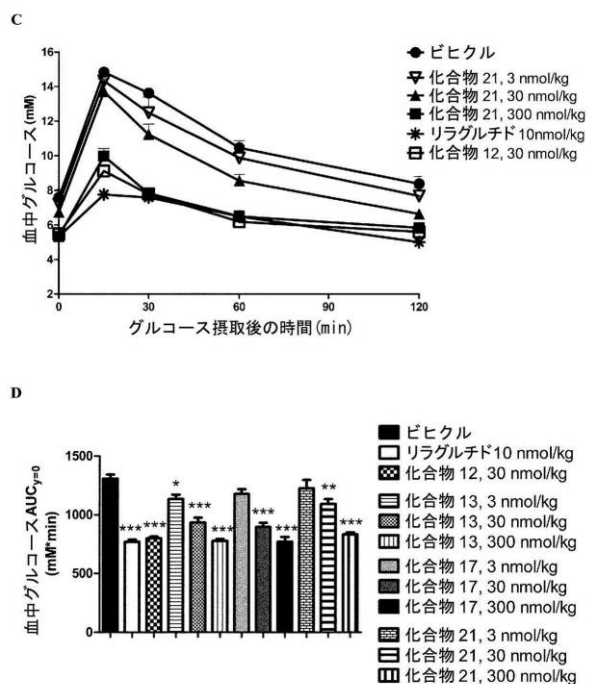 C
16
14
12
10
8
6
4
2
血中グルコース(mM)
0
30
60
90
120
グルコース摂取後の時間(min)
ビヒクル
化合物 21, 3 nmol/kg
化合物 21, 30 nmol/kg
化合物 21, 300 nmol/kg
リラグルチド 10nmol/kg
化合物 12, 30 nmol/kg
D
血中グルコースAUCy=0
(mM*min)
1500
1000
500
0
*** *** * *** *** *** *** ** ***
ビヒクル
リラグルチド10 nmol/kg
化合物 12, 30 nmol/kg
化合物 13, 3 nmol/kg
化合物 13, 30 nmol/kg
化合物 13, 300 nmol/kg
化合物 17, 3 nmol/kg
化合物 17, 30 nmol/kg
化合物 17, 300 nmol/kg
化合物 21, 3 nmol/kg
化合物 21, 30 nmol/kg
化合物 21, 300 nmol/kg